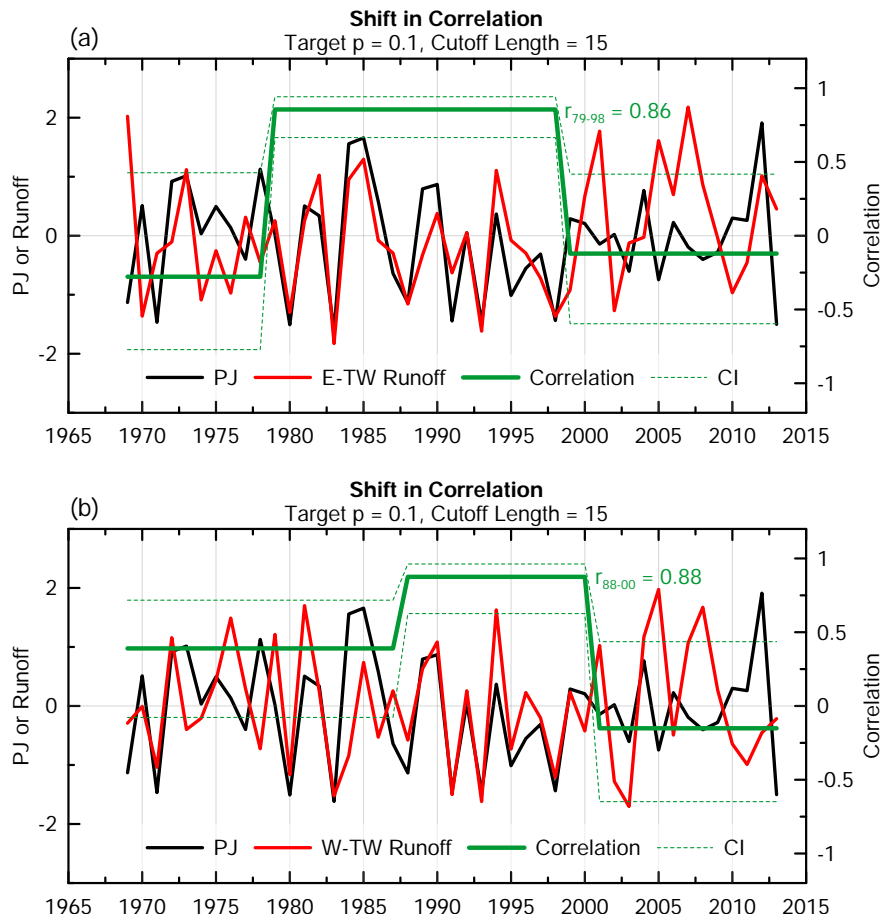 (a)
Shift in Correlation
Target p = 0.1, Cutoff Length = 15
PJ or Runoff
2
0
-2
1
0.5
0
-0.5
-1
Correlation
r79-98 = 0.86
PJ
E-TW Runoff
Correlation
CI
1965 1970 1975 1980 1985 1990 1995 2000 2005 2010 2015
(b)
Shift in Correlation
Target p = 0.1, Cutoff Length = 15
PJ or Runoff
2
0
-2
1
0.5
0
-0.5
-1
Correlation
r88-00 = 0.88
PJ
W-TW Runoff
Correlation
CI
1965 1970 1975 1980 1985 1990 1995 2000 2005 2010 2015